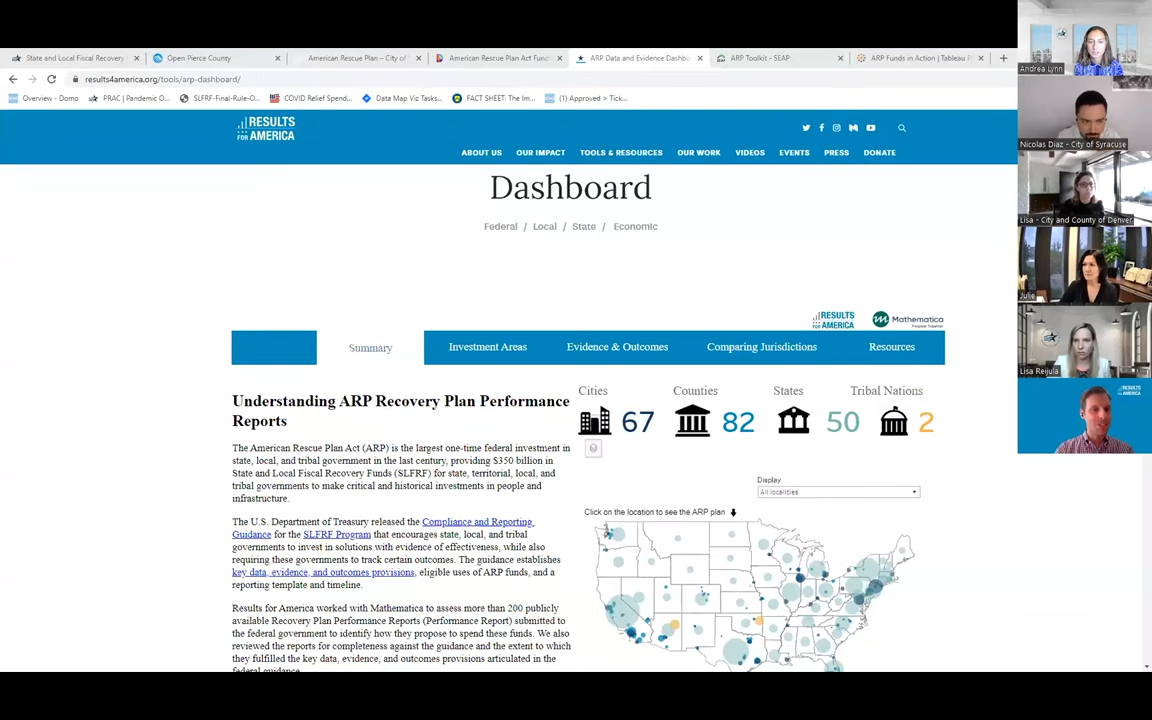 State and Local Fiscal Recovery
Open Pierce County
American Rescue Plan – City of
American Rescue Plan Act Fun
ARP Data and Evidence Dashbo
ARP Toolkit - SEAP
ARP Funds in Action | Tableau
results4america.org/tools/arp-dashboard/
Overview - Domo
PRAC | Pandemic O...
SLFRF-Final-Rule-O...
COVID Relief Spend...
Data Map Viz Tasks...
FACT SHEET: The Im...
(1) Approved > Tick...
RESULTS
FOR AMERICA
ABOUT US
OUR IMPACT
TOOLS & RESOURCES
OUR WORK
VIDEOS
EVENTS
PRESS
DONATE
Dashboard
Federal / Local / State / Economic
RESULTS
FOR AMERICA
Mathematica
Progress Together
Summary
Investment Areas
Evidence & Outcomes
Comparing Jurisdictions
Resources
Understanding ARP Recovery Plan Performance
Reports
The American Rescue Plan Act (ARP) is the largest one-time federal investment in
state, local, and tribal government in the last century, providing $350 billion in
State and Local Fiscal Recovery Funds (SLFRF) for state, territorial, local, and
tribal governments to make critical and historical investments in people and
infrastructure.
The U.S. Department of Treasury released the Compliance and Reporting
Guidance for the SLFRF Program that encourages state, local, and tribal
governments to invest in solutions with evidence of effectiveness, while also
requiring these governments to track certain outcomes. The guidance establishes
key data, evidence, and outcomes provisions, eligible uses of ARP funds, and a
reporting template and timeline.
Results for America worked with Mathematica to assess more than 200 publicly
available Recovery Plan Performance Reports (Performance Report) submitted to
the federal government to identify how they propose to spend these funds. We also
reviewed the reports for completeness against the guidance and the extent to which
they fulfilled the key data, evidence, and outcomes provisions articulated in the
federal guidance.
Cities
Counties
States
Tribal Nations
67
82
50
2
Display
All localities
Click on the location to see the ARP plan
Andrea Lynn
Nicolas Diaz - City of Syracuse
Lisa - City and County of Denver
Julie
Lisa Reijula
RESULTS
FOR AMERICA